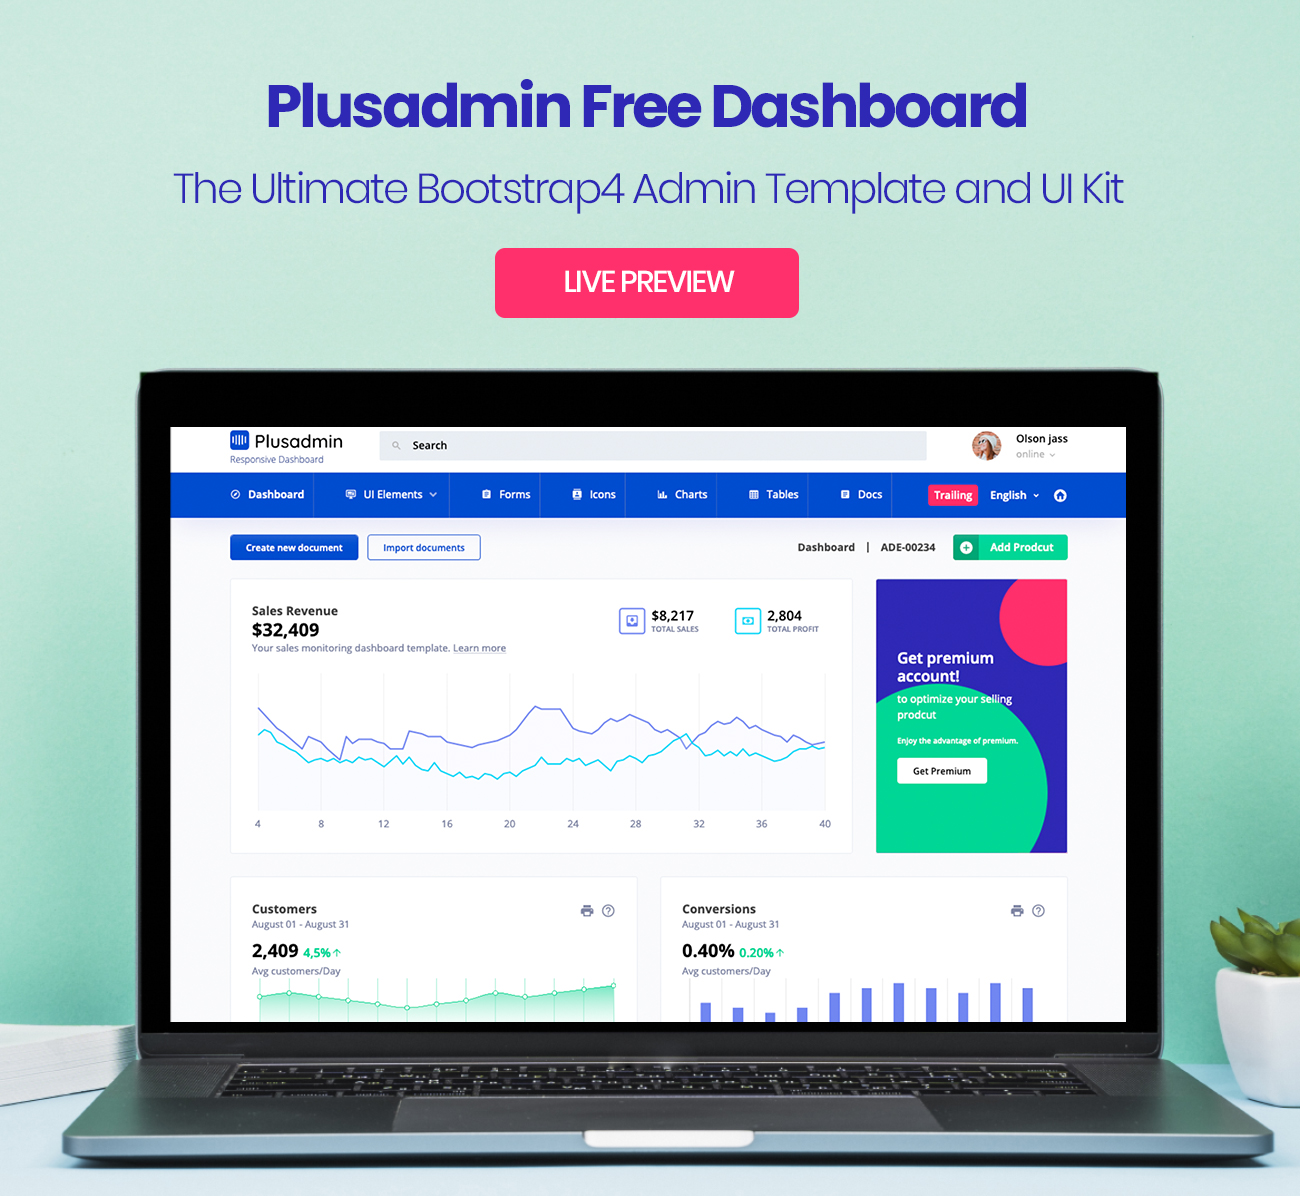 Plusadmin Free Dashboard
The Ultimate Bootstrap4 Admin Template and UI Kit
LIVE PREVIEW
Plusadmin
Responsive Dashboard
Search
Olson jass
online
Dashboard
UI Elements
Forms
Icons
Charts
Tables
Docs
Trailing
English
Create new document
Import documents
Dashboard | ADE-00234
Add Prodcut
Sales Revenue
$32,409
Your sales monitoring dashboard template. Learn more
$8,217
TOTAL SALES
2,804
TOTAL PROFIT
4 8 12 16 20 24 28 32 36 40
Get premium
account!
to optimize your selling
prodcut
Enjoy the advantage of premium.
Get Premium
Customers
August 01 - August 31
2,409 4,5%↑
Avg customers/Day
Conversions
August 01 - August 31
0.40% 0.20%↑
Avg customers/Day